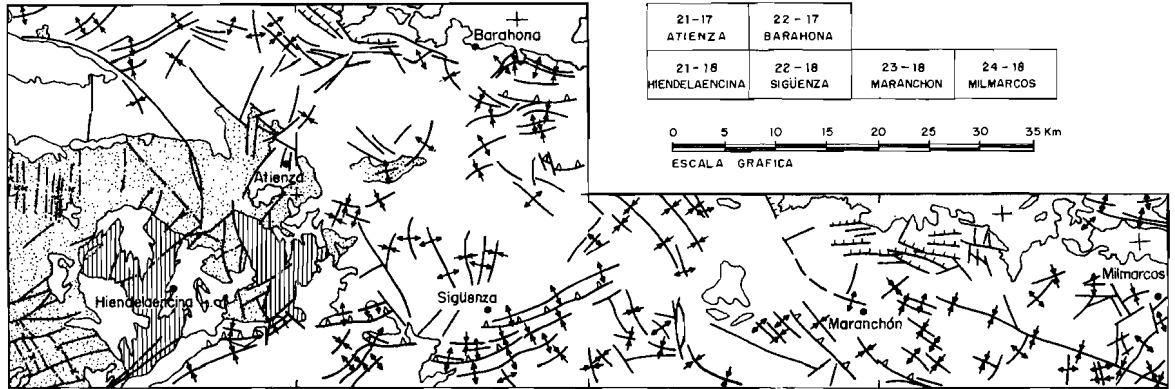 Barahona
Atienza
Hiendelaencina
Sigüenza
Maranchón
Milmarcos
21-17
ATIENZA
22-17
BARAHONA
21-18
HIENDELAENCINA
22-18
SIGÜENZA
23-18
MARANCHON
24-18
MILMARCOS
0 5 10 15 20 25 30 35 Km
ESCALA GRAFICA